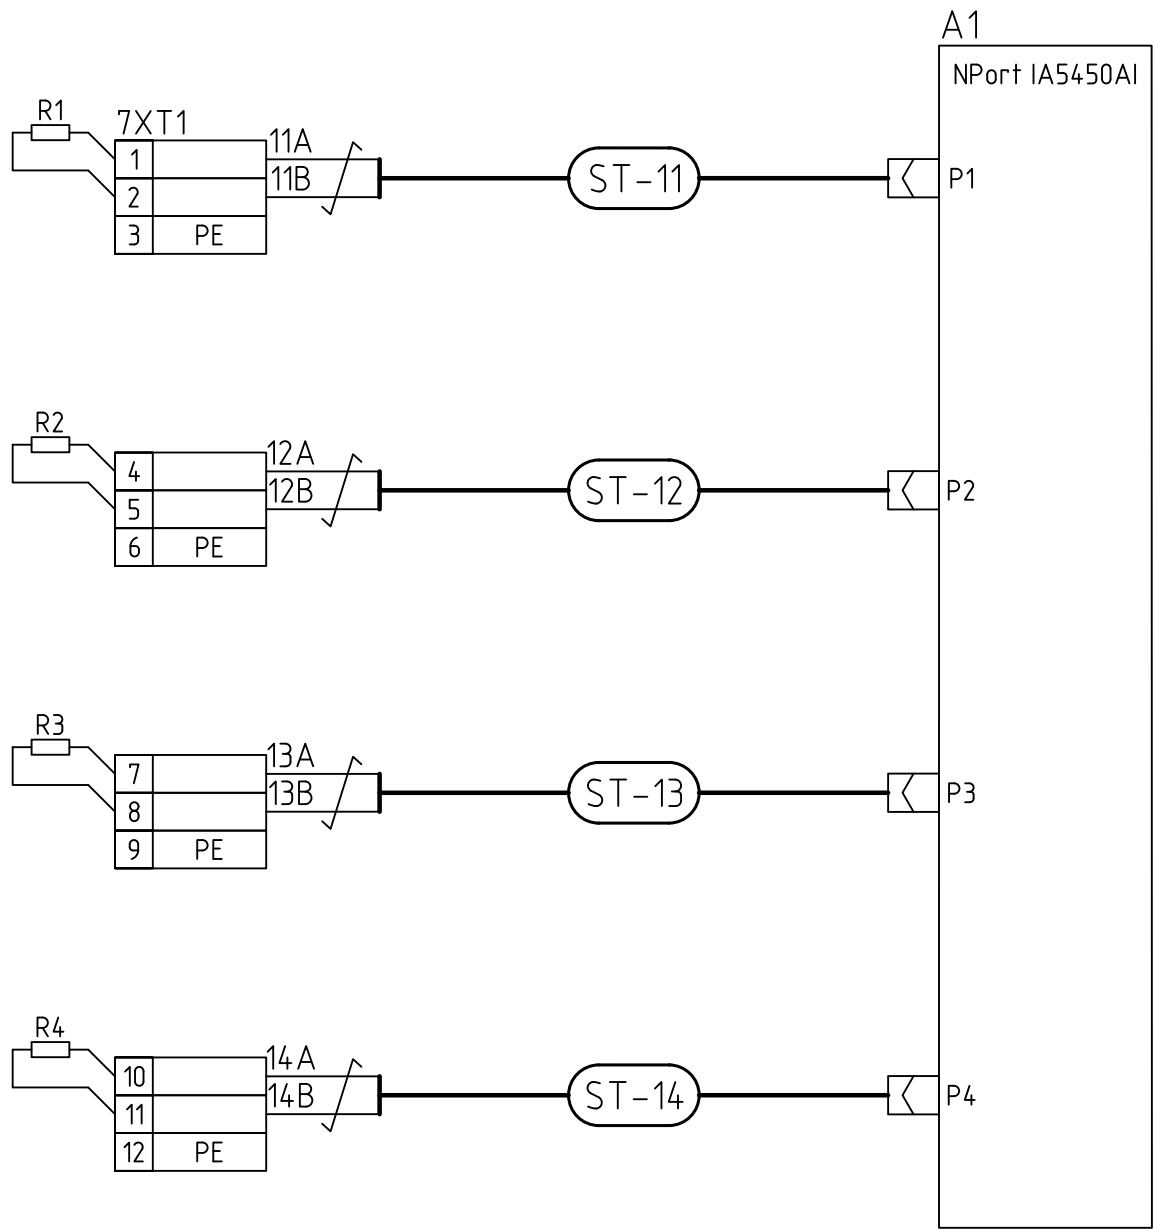 A1
NPort IA5450AI
R1
7XT1
1
11A
2
11B
3 PE
ST-11
P1
R2
4
12A
5
12B
6 PE
ST-12
P2
R3
7
13A
8
13B
9 PE
ST-13
P3
R4
10
14A
11
14B
12 PE
ST-14
P4